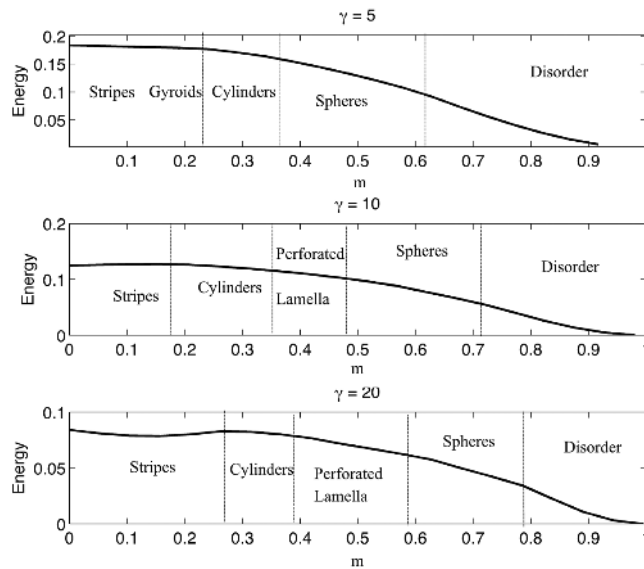 γ = 5
0.2
0.15
0.1
0.05
Energy
Stripes Gyroids Cylinders Spheres Disorder
0.1 0.2 0.3 0.4 0.5 0.6 0.7 0.8 0.9
m
γ = 10
0.2
0.1
0
Energy
Stripes Cylinders Perforated Lamella Spheres Disorder
0 0.1 0.2 0.3 0.4 0.5 0.6 0.7 0.8 0.9
m
γ = 20
0.1
0.05
0
Energy
Stripes Cylinders Perforated Lamella Spheres Disorder
0 0.1 0.2 0.3 0.4 0.5 0.6 0.7 0.8 0.9
m